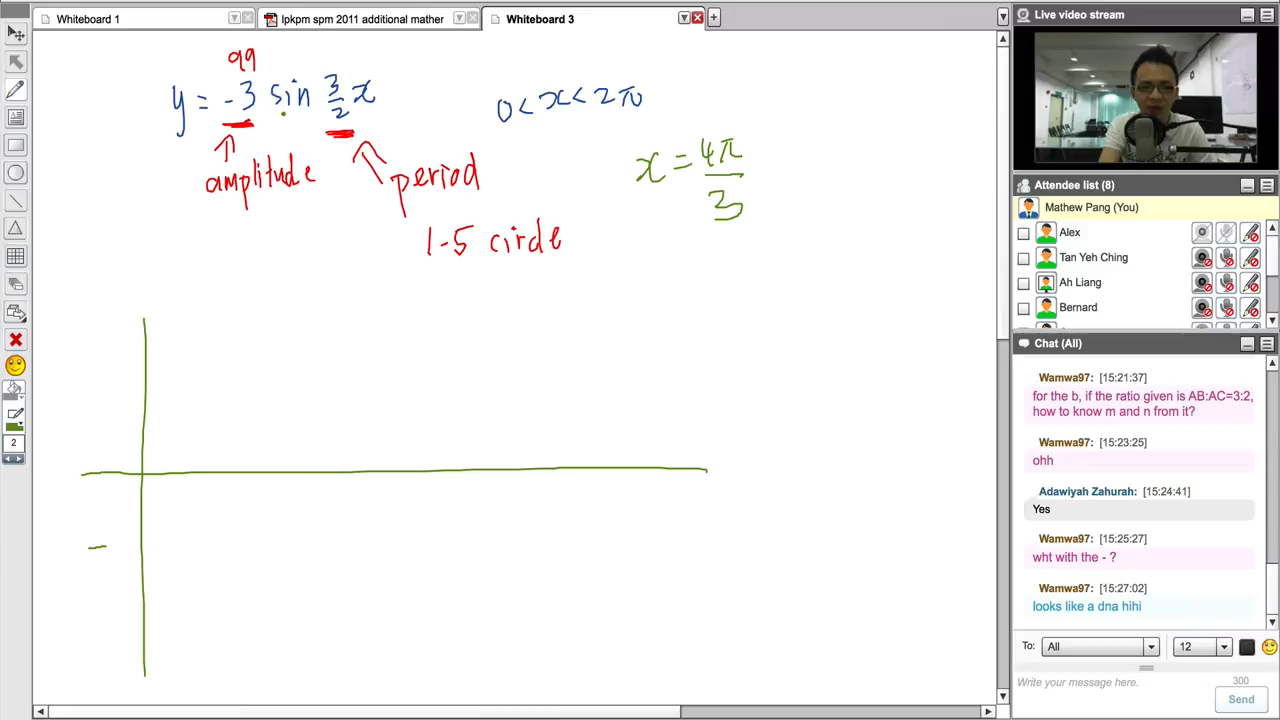 Whiteboard 1
lpkpm spm 2011 additional mather
Whiteboard 3
Live video stream
99
y = -3 sin 3/2 x
0 < x < 2π
x = 4π/3
amplitude
period
1-5 circle
2
Attendee list (8)
Mathew Pang (You)
Alex
Tan Yeh Ching
Ah Liang
Bernard
Chat (All)
Wamwa97: [15:21:37]
for the b, if the ratio given is AB:AC=3:2,
how to know m and n from it?
Wamwa97: [15:23:25]
ohh
Adawiyah Zahurah: [15:24:41]
Yes
Wamwa97: [15:25:27]
wht with the - ?
Wamwa97: [15:27:02]
looks like a dna hihi
To: All 12
Write your message here. 300
Send